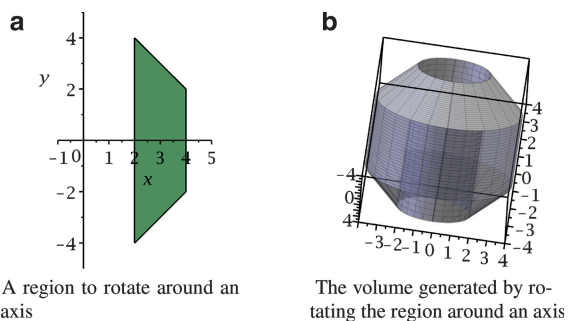 a
b
4
y
2
-1 0 1 2 3 4 5
x
-2
-4
4
3
2
1
0
-1
-2
-3
-4
-4
0
4
-3 -2 -1 0 1 2 3 4
A region to rotate around an
axis
The volume generated by ro-
tating the region around an axis